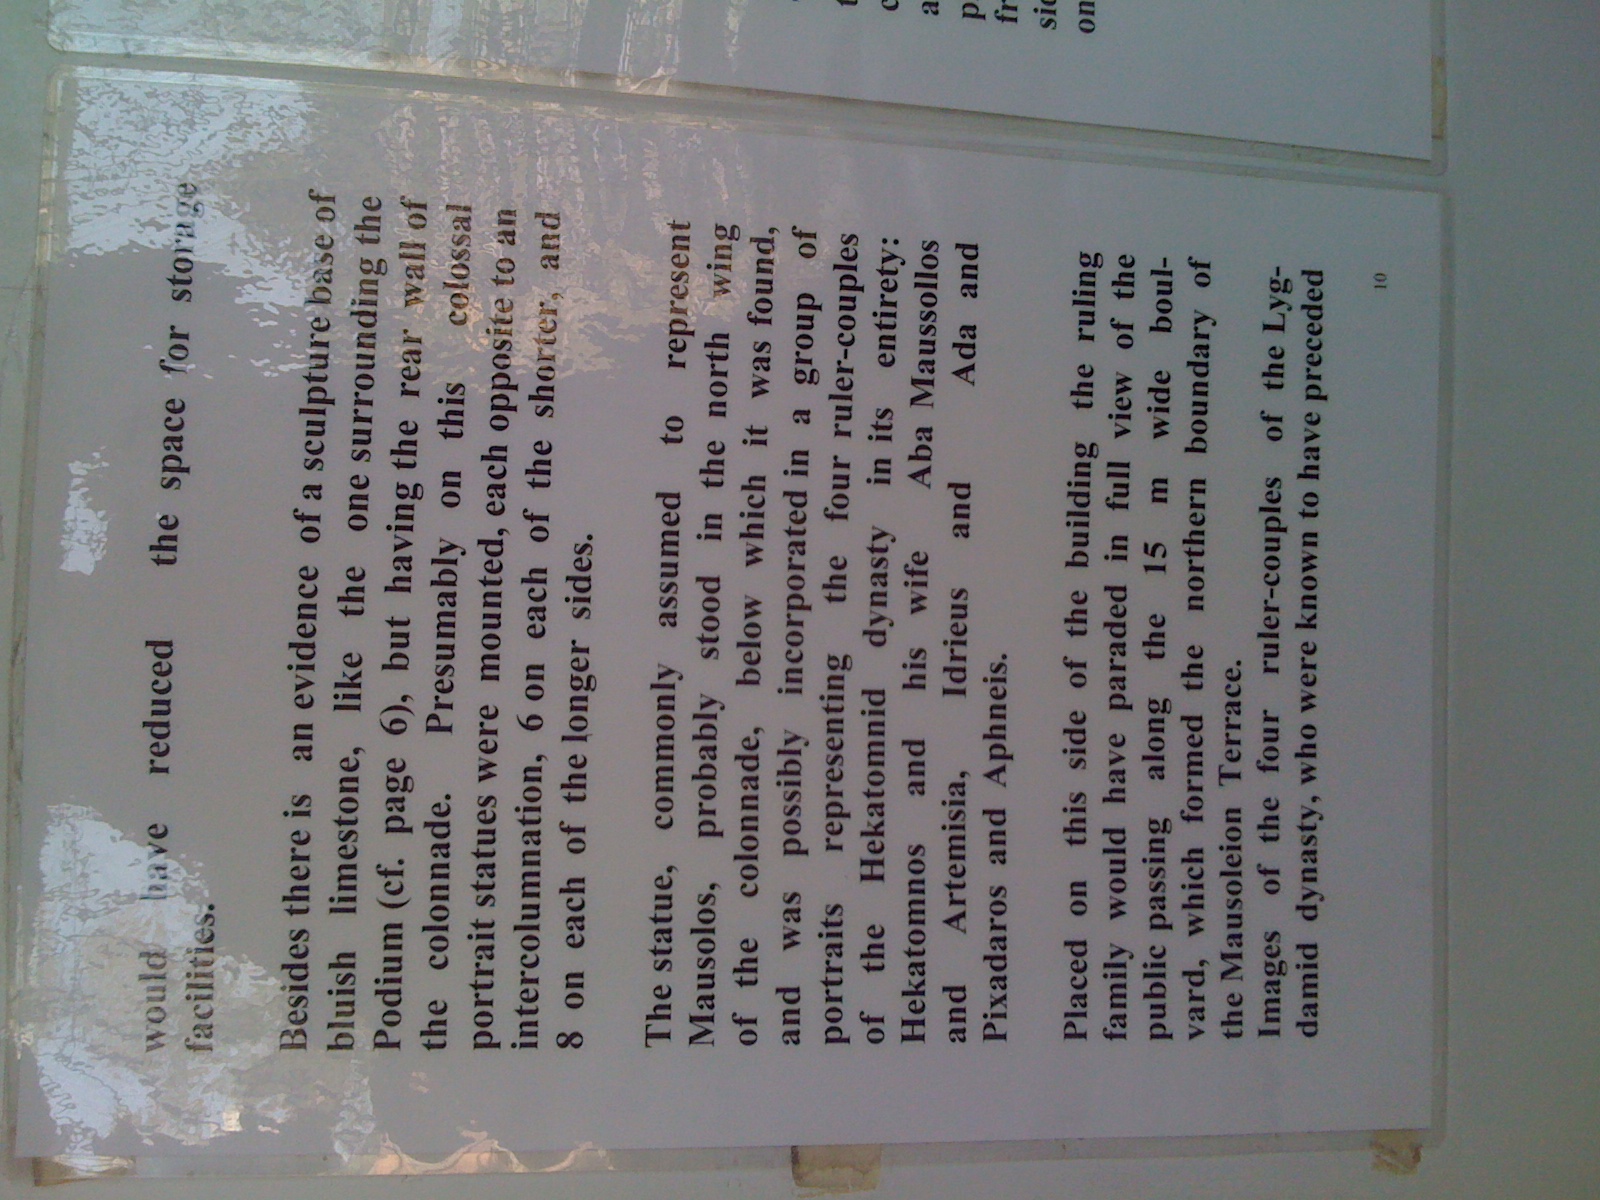 would have reduced the space for storage
facilities.
Besides there is an evidence of a sculpture base of
bluish limestone, like the one surrounding the
Podium (cf. page 6), but having the rear wall of
the colonnade. Presumably on this colossal
portrait statues were mounted, each opposite to an
intercolumnation, 6 on each of the shorter, and
8 on each of the longer sides.
The statue, commonly assumed to represent
Mausolos, probably stood in the north wing
of the colonnade, below which it was found,
and was possibly incorporated in a group of
portraits representing the four ruler-couples
of the Hekatomnid dynasty in its entirety:
Hekatomnos and his wife Aba Maussollos
and Artemisia, Idrieus and Ada and
Pixadaros and Aphneis.
Placed on this side of the building the ruling
family would have paraded in full view of the
public passing along the 15 m wide boul-
vard, which formed the northern boundary of
the Mausoleion Terrace.
Images of the four ruler-couples of the Lyg-
damid dynasty, who were known to have preceded
10